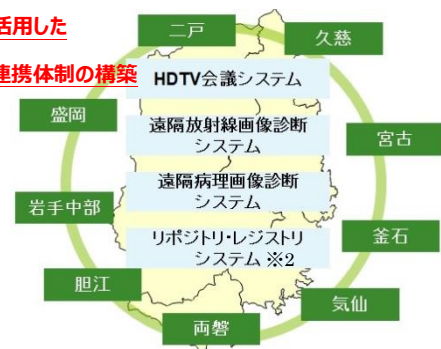 活用した
連携体制の構築
二戸
久慈
HDTV会議システム
盛岡
遠隔放射線画像診断
システム
宮古
遠隔病理画像診断
システム
岩手中部
リポジトリ・レジストリ
システム ※2
釜石
胆江
気仙
両磐